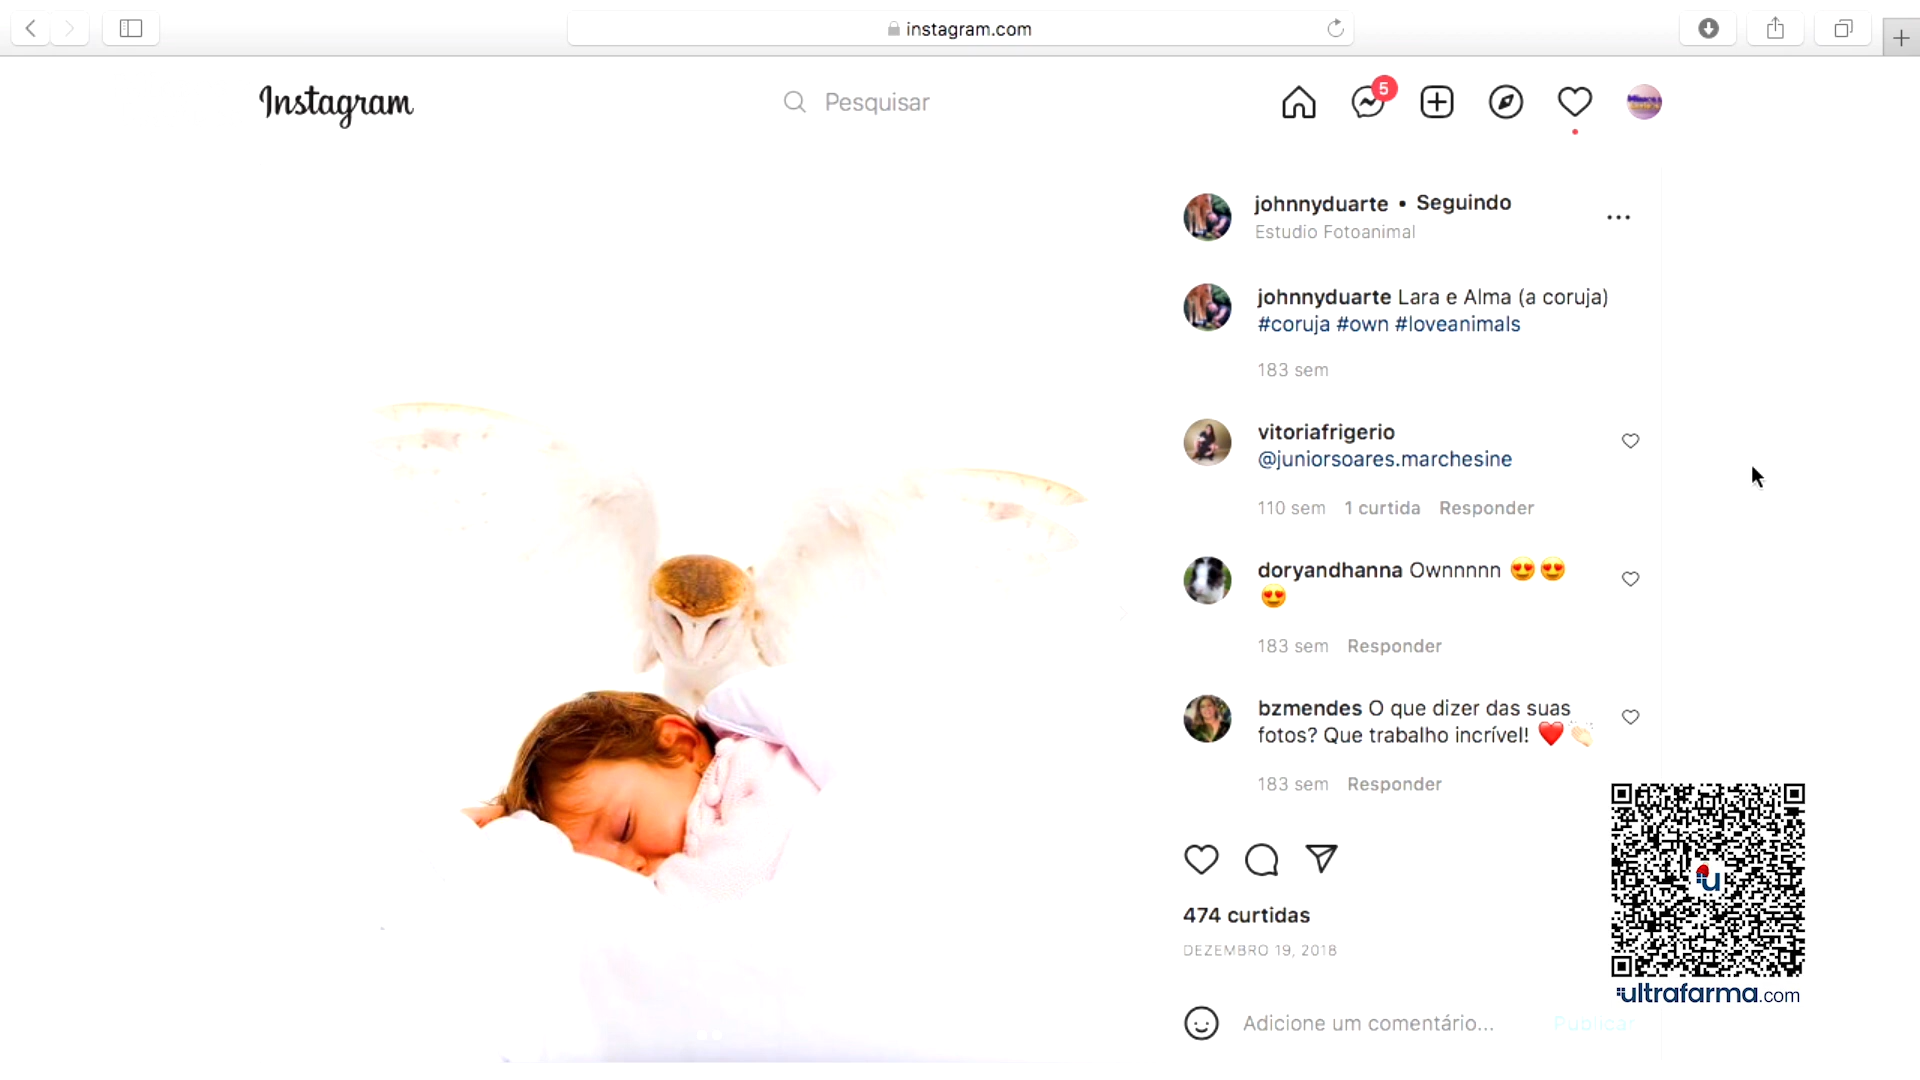 instagram.com
Instagram
Pesquisar
5
johnnyduarte • Seguindo
Estudio Fotoanimal
johnnyduarte Lara e Alma (a coruja)
#coruja #own #loveanimals
183 sem
vitoriafrigerio
@juniorsoares.marchesine
110 sem 1 curtida Responder
doryandhanna Ownnnnn 😍😍
😍
183 sem Responder
bzmendes O que dizer das suas
fotos? Que trabalho incrível! ❤️👏🏻
183 sem Responder
474 curtidas
DEZEMBRO 19, 2018
u
ultrafarma.com
Adicione um comentário...
Publicar